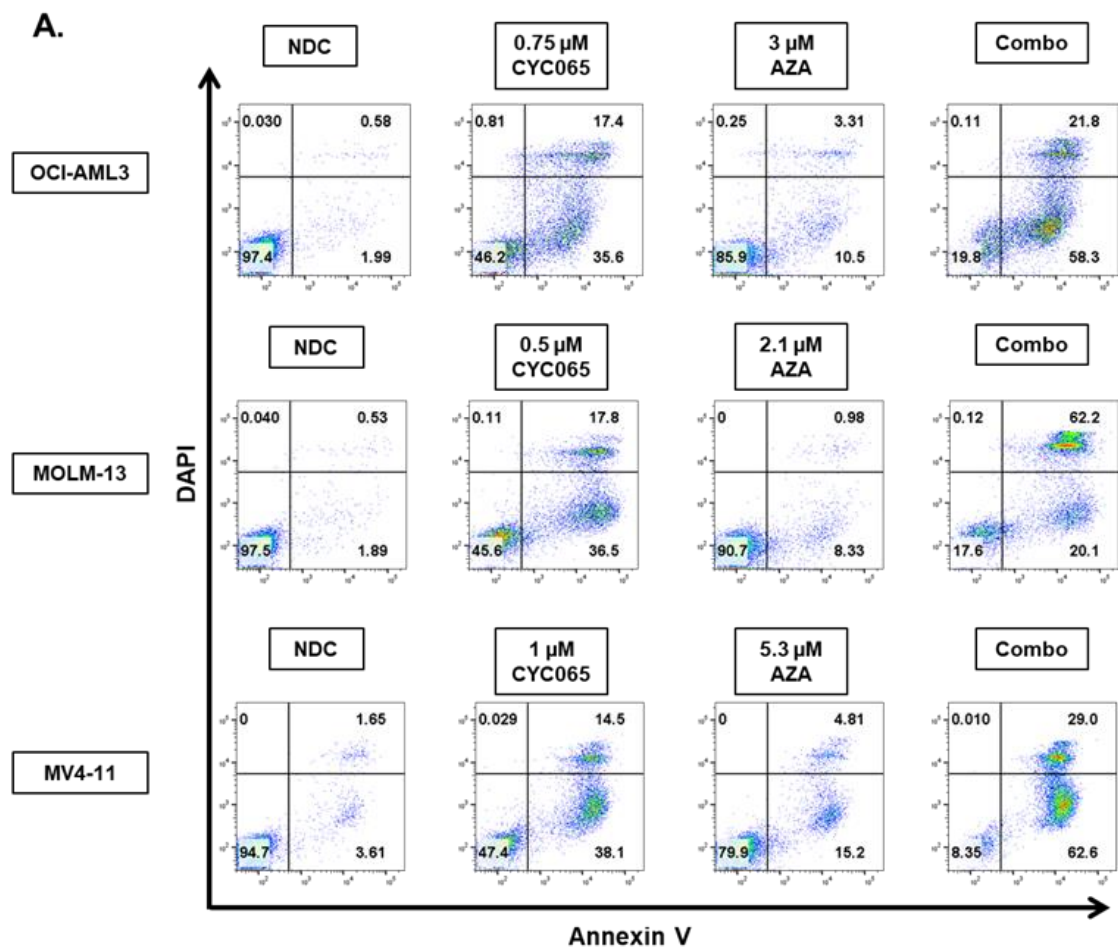 A.
NDC
0.75 µM
CYC065
3 µM
AZA
Combo
OCI-AML3
0.030 0.58
97.4 1.99
0.81 17.4
46.2 35.6
0.25 3.31
85.9 10.5
0.11 21.8
19.8 58.3
NDC
0.5 µM
CYC065
2.1 µM
AZA
Combo
MOLM-13
0.040 0.53
97.5 1.89
0.11 17.8
45.6 36.5
0 0.98
90.7 8.33
0.12 62.2
17.6 20.1
NDC
1 µM
CYC065
5.3 µM
AZA
Combo
MV4-11
0 1.65
94.7 3.61
0.029 14.5
47.4 38.1
0 4.81
79.9 15.2
0.010 29.0
8.35 62.6
DAPI
Annexin V